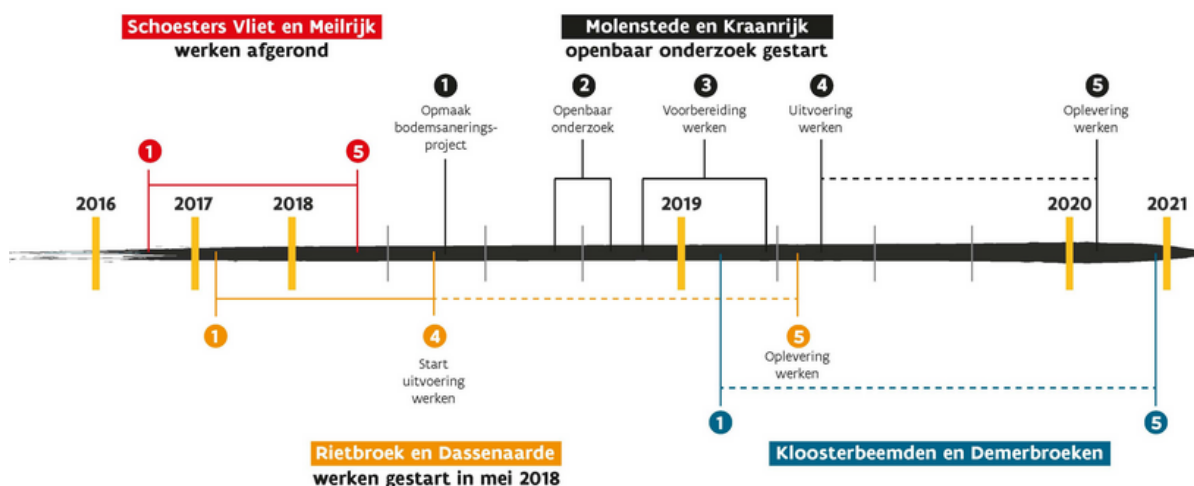 Schoesters Vliet en Meilrijk
werken afgerond
Molenstede en Kraanrijk
openbaar onderzoek gestart
1
Opmaak
bodemsanerings-
project
2
Openbaar
onderzoek
3
Voorbereiding
werken
4
Uitvoering
werken
5
Oplevering
werken
1
5
2016
2017
2018
2019
2020
2021
1
4
Start
uitvoering
werken
5
Oplevering
werken
1
5
Rietbroek en Dassenaarde
werken gestart in mei 2018
Kloosterbeemden en Demerbroeken